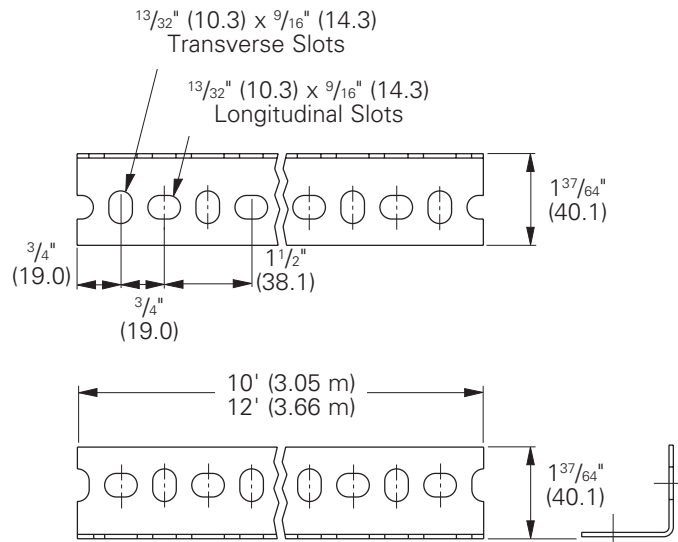 13/32" (10.3) x 9/16" (14.3)
Transverse Slots
13/32" (10.3) x 9/16" (14.3)
Longitudinal Slots
1 37/64"
(40.1)
3/4"
(19.0)
1 1/2"
(38.1)
3/4"
(19.0)
10' (3.05 m)
12' (3.66 m)
1 37/64"
(40.1)